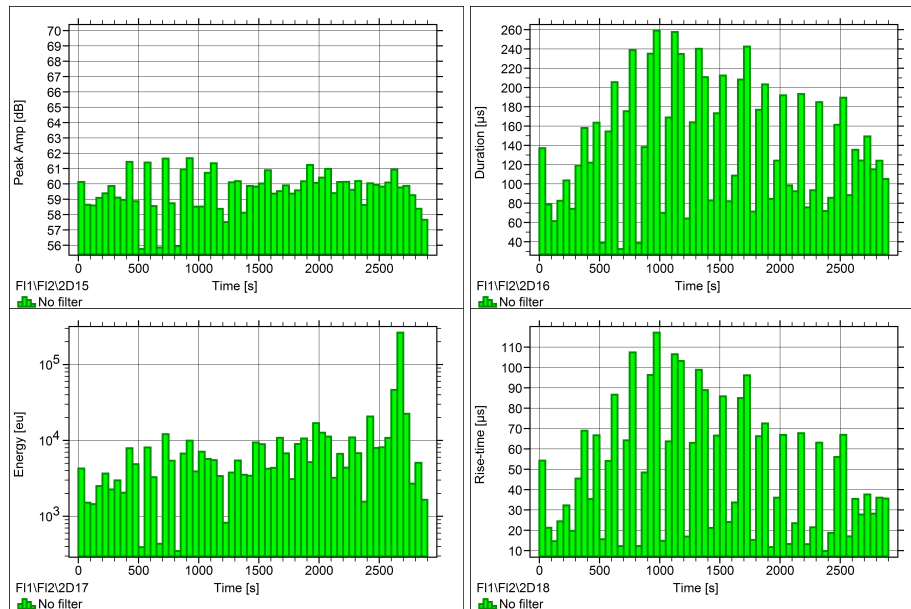 70
69
68
67
66
65
64
63
62
61
60
59
58
57
56
Peak Amp [dB]
0 500 1000 1500 2000 2500
Time [s]
FI1\FI2\2D15
No filter
260
240
220
200
180
160
140
120
100
80
60
40
Duration [µs]
0 500 1000 1500 2000 2500
Time [s]
FI1\FI2\2D16
No filter
10⁵
10⁴
10³
Energy [eu]
0 500 1000 1500 2000 2500
Time [s]
FI1\FI2\2D17
No filter
110
100
90
80
70
60
50
40
30
20
10
Rise-time [µs]
0 500 1000 1500 2000 2500
Time [s]
FI1\FI2\2D18
No filter